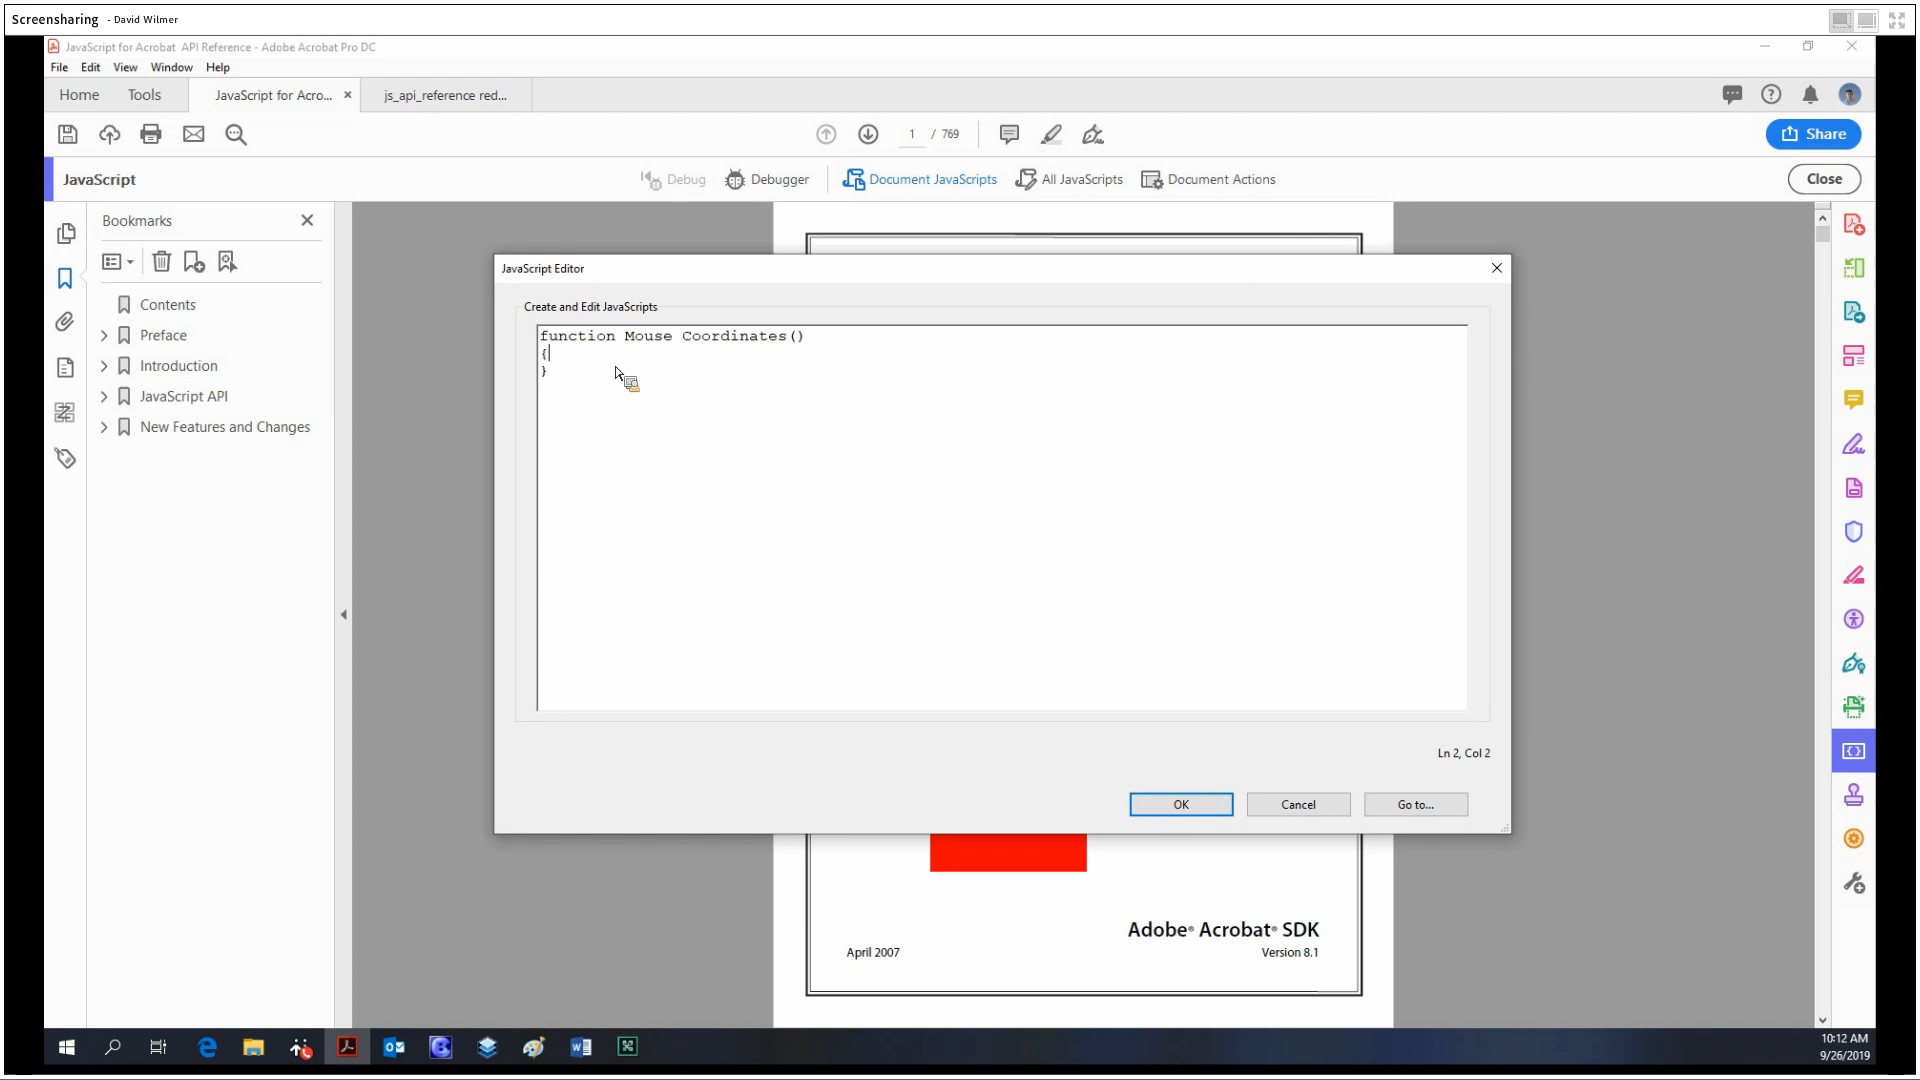 Screensharing - David Wilmer
JavaScript for Acrobat API Reference - Adobe Acrobat Pro DC
File Edit View Window Help
Home Tools JavaScript for Acro... js_api_reference red...
1 / 769
Share
JavaScript Debug Debugger Document JavaScripts All JavaScripts Document Actions Close
Bookmarks
Contents
Preface
Introduction
JavaScript API
New Features and Changes
JavaScript Editor
Create and Edit JavaScripts
function Mouse Coordinates()
{
}
Ln 2, Col 2
OK Cancel Go to...
Adobe® Acrobat® SDK
April 2007 Version 8.1
10:12 AM
9/26/2019